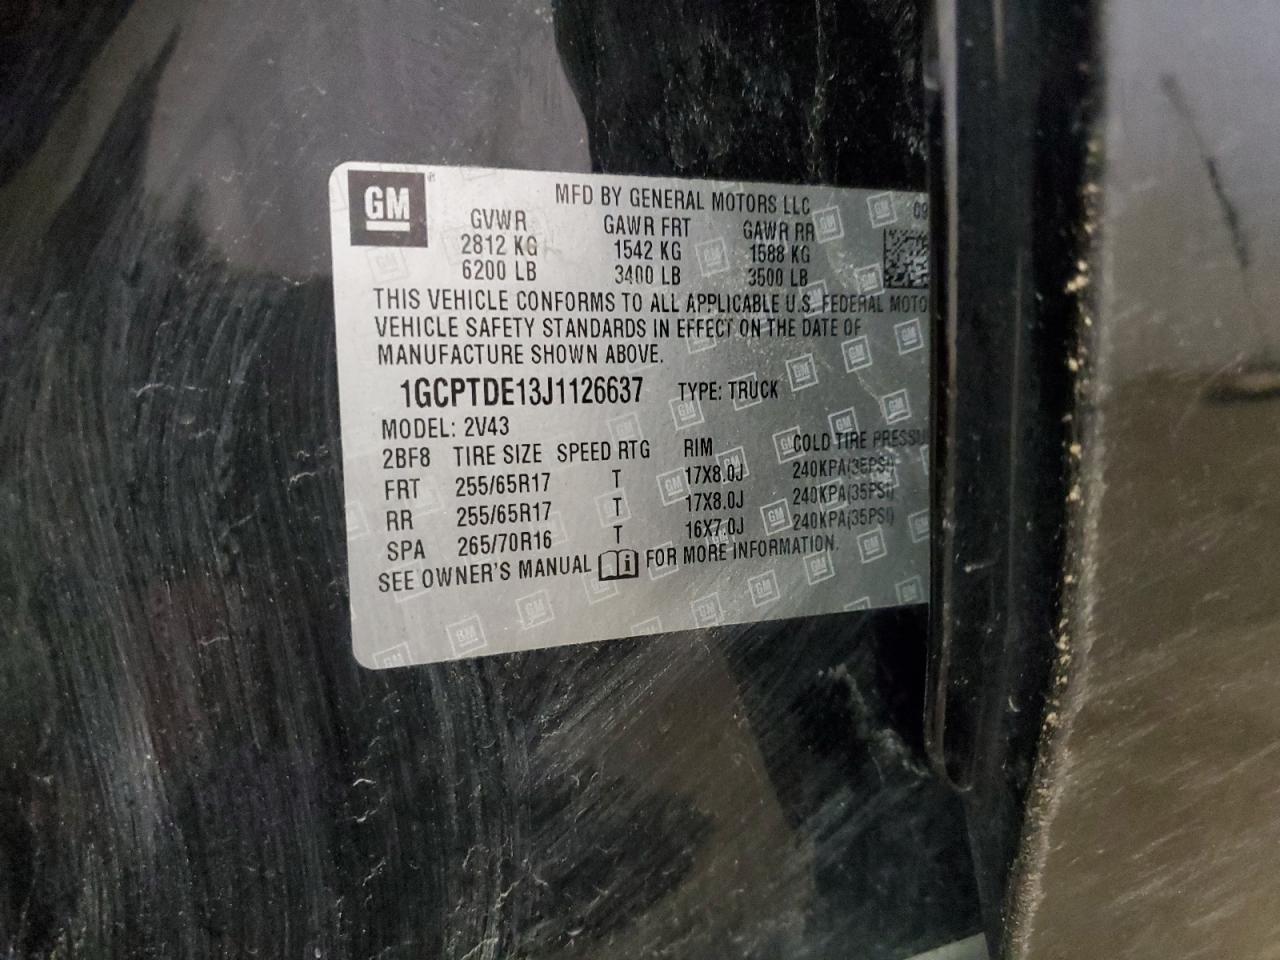 GM
MFD BY GENERAL MOTORS LLC
GVWR GAWR FRT GAWR RR
2812 KG 1542 KG 1588 KG
6200 LB 3400 LB 3500 LB
THIS VEHICLE CONFORMS TO ALL APPLICABLE U.S. FEDERAL MOTO
VEHICLE SAFETY STANDARDS IN EFFECT ON THE DATE OF
MANUFACTURE SHOWN ABOVE.
1GCPTDE13J1126637 TYPE: TRUCK
MODEL: 2V43
2BF8 TIRE SIZE SPEED RTG RIM COLD TIRE PRESSU
FRT 255/65R17 T 17X8.0J 240KPA(35PSI)
RR 255/65R17 T 17X8.0J 240KPA(35PSI)
SPA 265/70R16 T 16X7.0J 240KPA(35PSI)
SEE OWNER'S MANUAL FOR MORE INFORMATION.